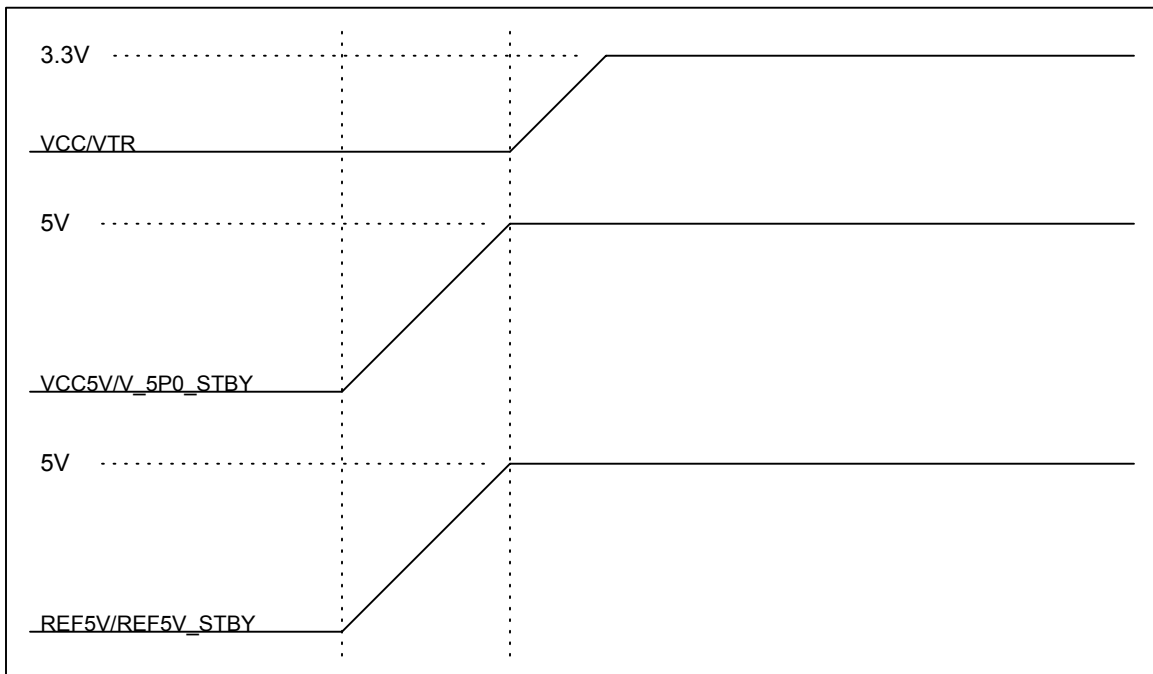 3.3V
VCC/VTR
5V
VCC5V/V_5P0_STBY
5V
REF5V/REF5V_STBY